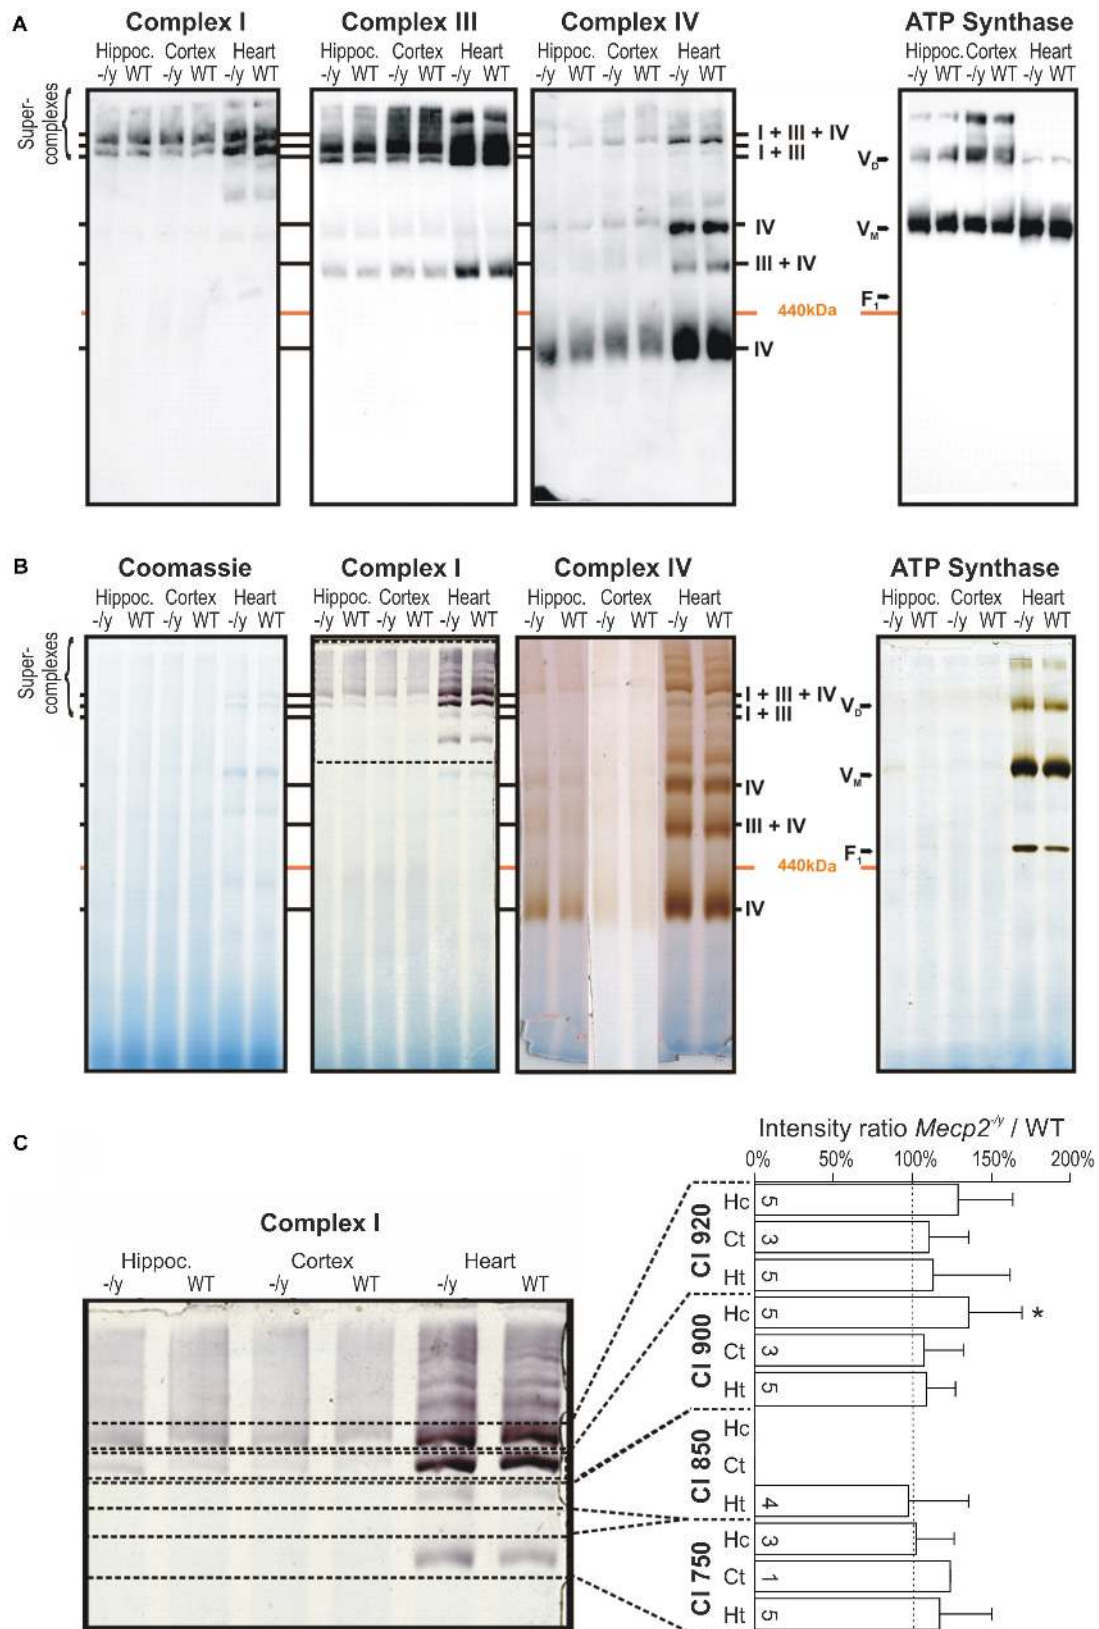 A
Complex I
Complex III
Complex IV
ATP Synthase
Hippoc. Cortex Heart
-/y WT -/y WT -/y WT
Hippoc. Cortex Heart
-/y WT -/y WT -/y WT
Hippoc. Cortex Heart
-/y WT -/y WT -/y WT
Hippoc. Cortex Heart
-/y WT -/y WT -/y WT
Super-
complexes
I + III + IV
I + III
IV
III + IV
440kDa
IV
VD
VM
F1
B
Coomassie
Complex I
Complex IV
ATP Synthase
Hippoc. Cortex Heart
-/y WT -/y WT -/y WT
Hippoc. Cortex Heart
-/y WT -/y WT -/y WT
Hippoc. Cortex Heart
-/y WT -/y WT -/y WT
Hippoc. Cortex Heart
-/y WT -/y WT -/y WT
Super-
complexes
I + III + IV
I + III
IV
III + IV
440kDa
IV
VD
VM
F1
C
Complex I
Hippoc. Cortex Heart
-/y WT -/y WT -/y WT
Intensity ratio Mecp2-/y / WT
0% 50% 100% 150% 200%
CI 920
Hc 5
Ct 3
Ht 5
CI 900
Hc 5 *
Ct 3
Ht 5
CI 850
Hc
Ct
Ht 4
CI 750
Hc 3
Ct 1
Ht 5